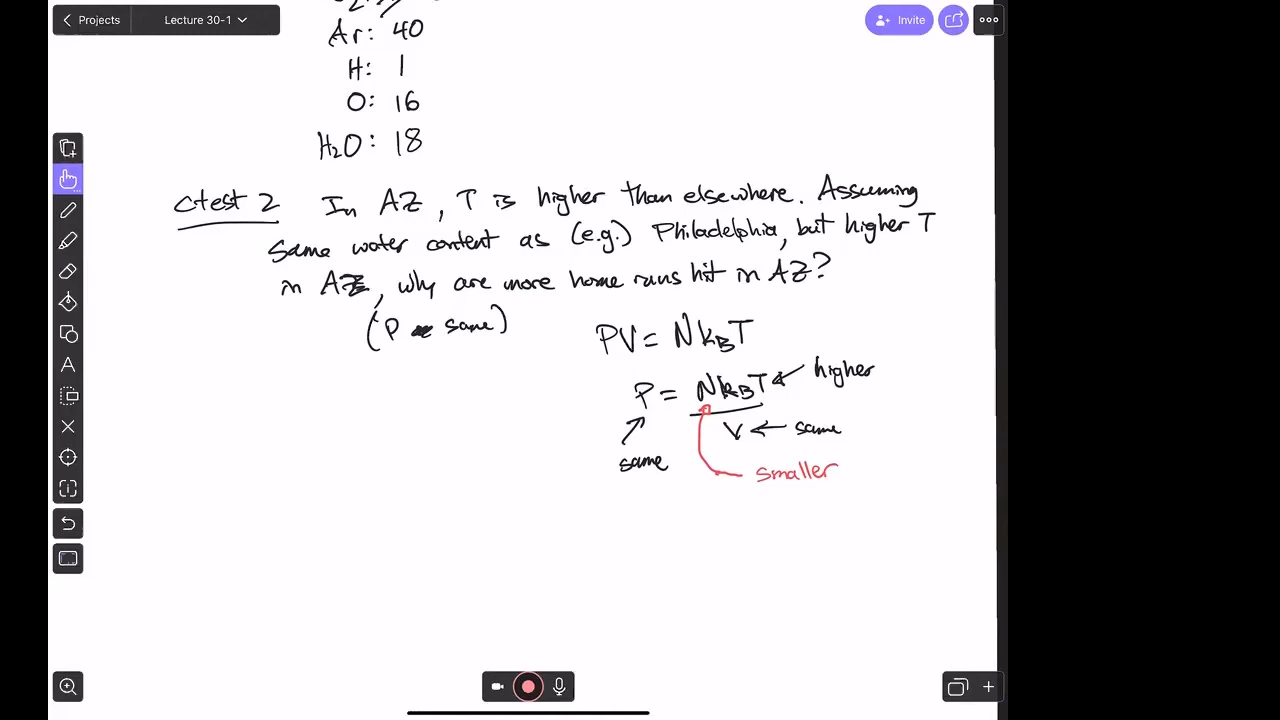 Projects
Lecture 30-1
Invite
Ar: 40
H: 1
O: 16
H₂O: 18
Ctest 2 In AZ, T is higher than elsewhere. Assuming
same water content as (e.g.) Philadelphia, but higher T
in AZ, why are more home runs hit in AZ?
(P same)
PV = Nk_BT
P = Nk_BT / V
higher
same
same
smaller
A